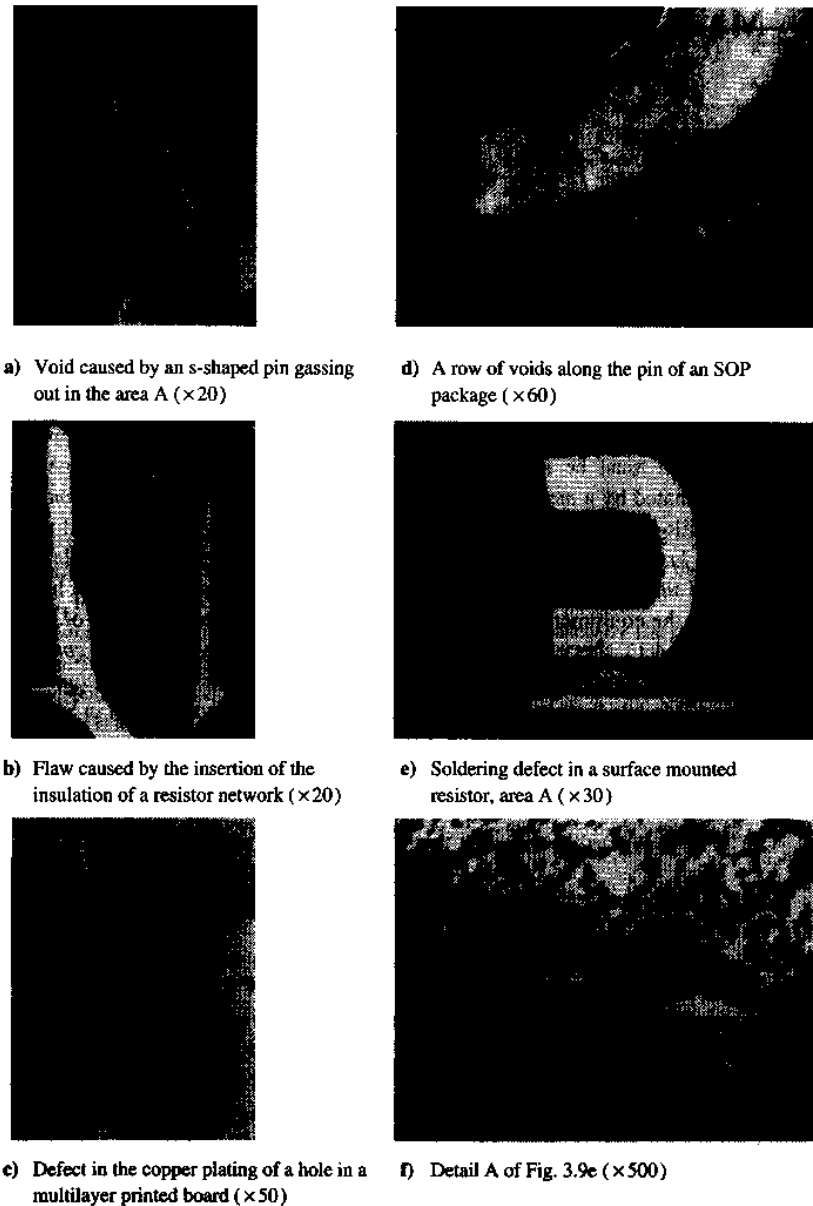 a) Void caused by an s-shaped pin gassing
out in the area A (×20)
d) A row of voids along the pin of an SOP
package (×60)
b) Flaw caused by the insertion of the
insulation of a resistor network (×20)
e) Soldering defect in a surface mounted
resistor, area A (×30)
c) Defect in the copper plating of a hole in a
multilayer printed board (×50)
f) Detail A of Fig. 3.9e (×500)